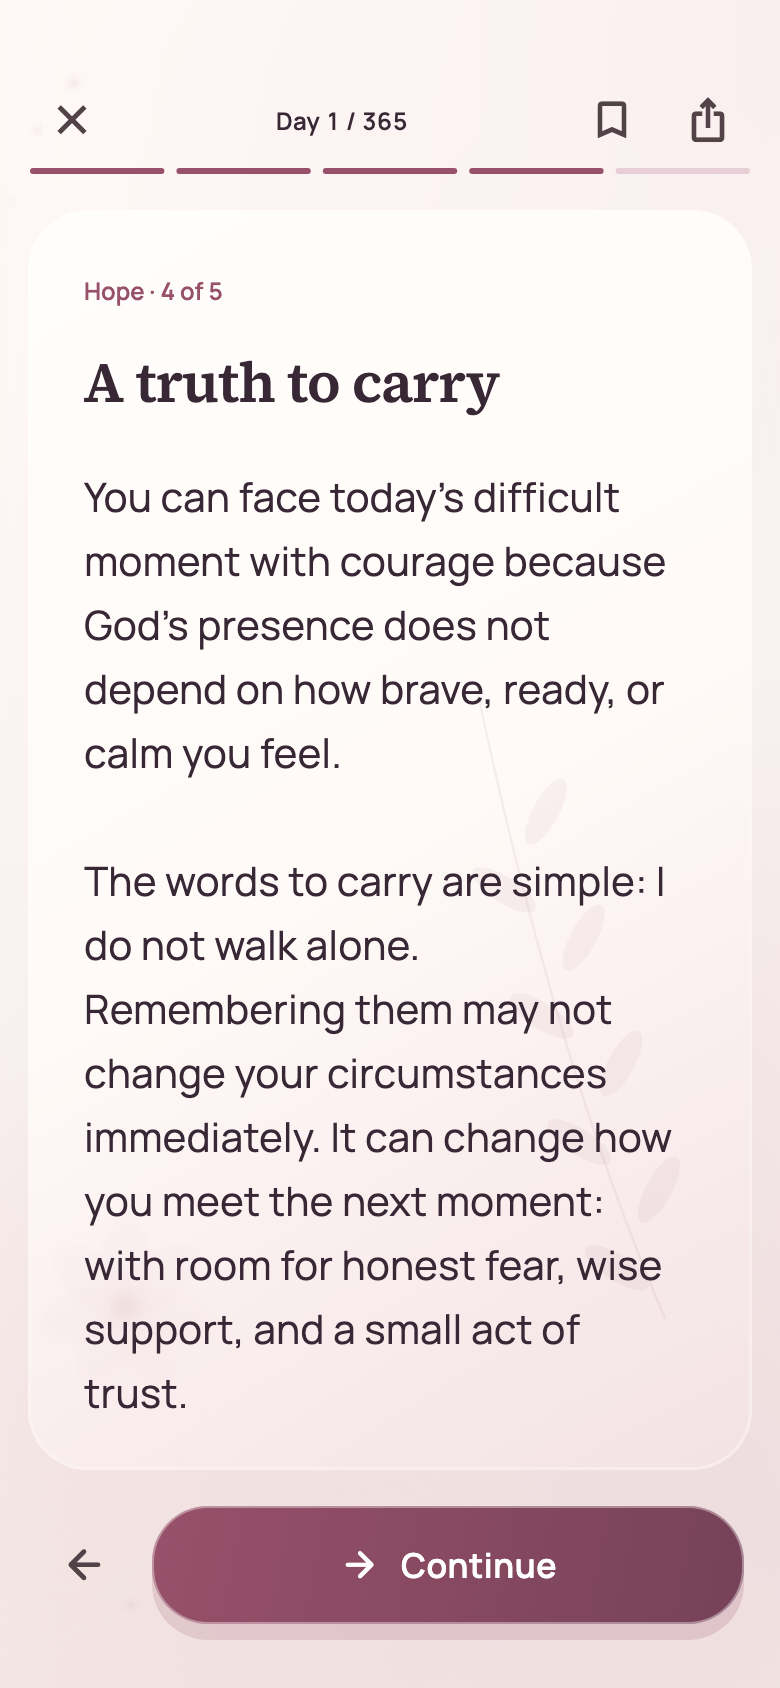 Day 1 / 365
Hope · 4 of 5
A truth to carry
You can face today’s difficult
moment with courage because
God’s presence does not
depend on how brave, ready, or
calm you feel.
The words to carry are simple: I
do not walk alone.
Remembering them may not
change your circumstances
immediately. It can change how
you meet the next moment:
with room for honest fear, wise
support, and a small act of
trust.
Continue